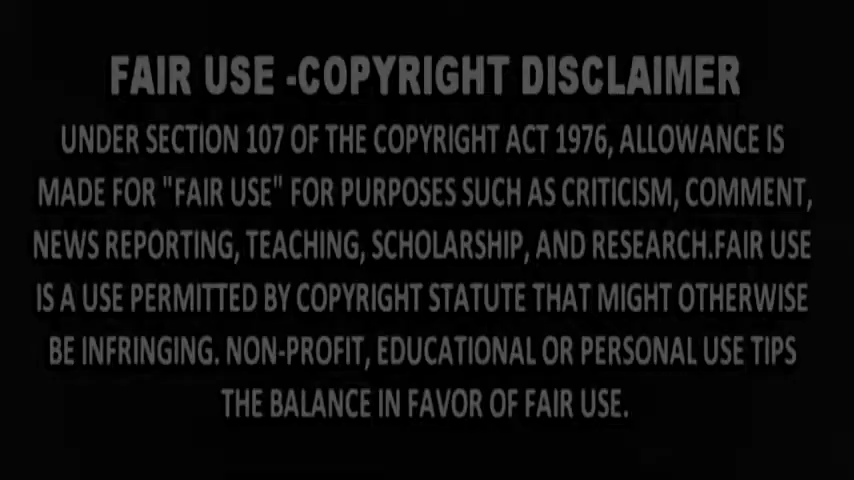 FAIR USE -COPYRIGHT DISCLAIMER
UNDER SECTION 107 OF THE COPYRIGHT ACT 1976, ALLOWANCE IS
MADE FOR "FAIR USE" FOR PURPOSES SUCH AS CRITICISM, COMMENT,
NEWS REPORTING, TEACHING, SCHOLARSHIP, AND RESEARCH.FAIR USE
IS A USE PERMITTED BY COPYRIGHT STATUTE THAT MIGHT OTHERWISE
BE INFRINGING. NON-PROFIT, EDUCATIONAL OR PERSONAL USE TIPS
THE BALANCE IN FAVOR OF FAIR USE.